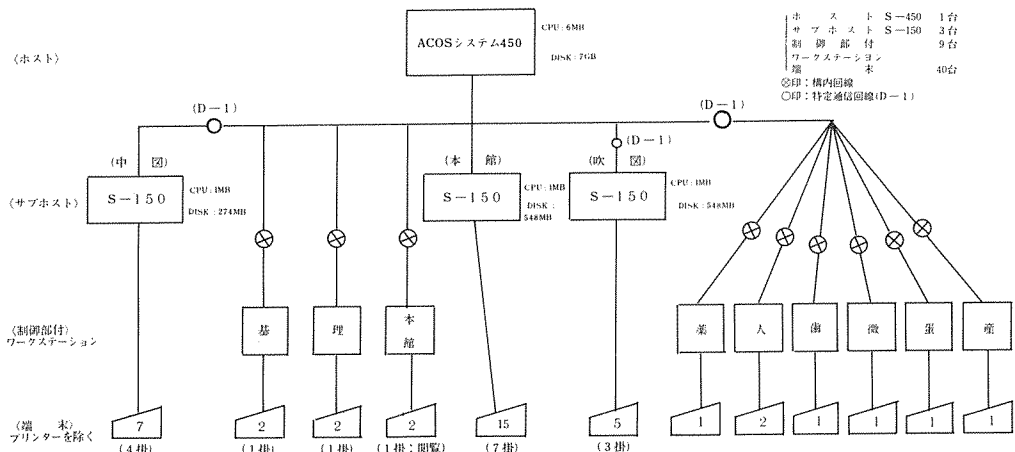 ACOSシステム450
CPU : 6MB
DISK : 7GB
(ホスト)
ホスト S－450 1台
サブホスト S－150 3台
制御部付 9台
ワークステーション
端末 40台
⊗印：構内回線
○印：特定通信回線(D－1)
(D－1)
(D－1)
(D－1)
(中図)
(本館)
(吹図)
(サブホスト)
S－150
CPU : 1MB
DISK : 274MB
S－150
CPU : 1MB
DISK : 548MB
S－150
CPU : 1MB
DISK : 548MB
(制御部付)
ワークステーション
基
理
本館
薬
人
歯
微
蛋
産
(端末)
プリンターを除く
7
2
2
2
15
5
1
2
1
1
1
1
(4掛)
(1掛)
(1掛)
(1掛：閲覧)
(7掛)
(3掛)